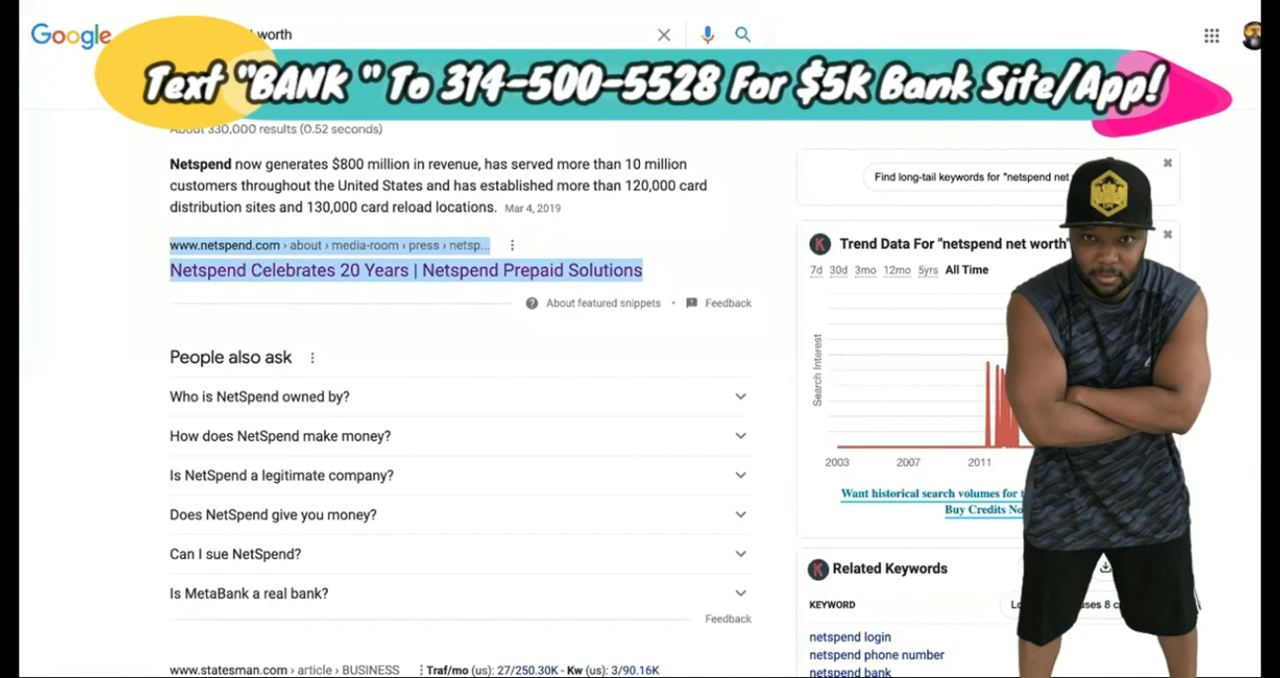 Google
worth
Text "BANK " To 314-500-5528 For $5K Bank Site/App!
About 330,000 results (0.52 seconds)
Netspend now generates $800 million in revenue, has served more than 10 million
customers throughout the United States and has established more than 120,000 card
distribution sites and 130,000 card reload locations. Mar 4, 2019
www.netspend.com › about › media-room › press › netsp...
Netspend Celebrates 20 Years | Netspend Prepaid Solutions
About featured snippets • Feedback
People also ask
Who is NetSpend owned by?
How does NetSpend make money?
Is NetSpend a legitimate company?
Does NetSpend give you money?
Can I sue NetSpend?
Is MetaBank a real bank?
Feedback
www.statesman.com › article › BUSINESS
Traf/mo (us): 27/250.30K - Kw (us): 3/90.16K
Find long-tail keywords for "netspend net
K Trend Data For "netspend net worth"
7d 30d 3mo 12mo 5yrs All Time
Search Interest
2003 2007 2011
Want historical search volumes for
Buy Credits
K Related Keywords
KEYWORD
uses 8
netspend login
netspend phone number
netspend bank